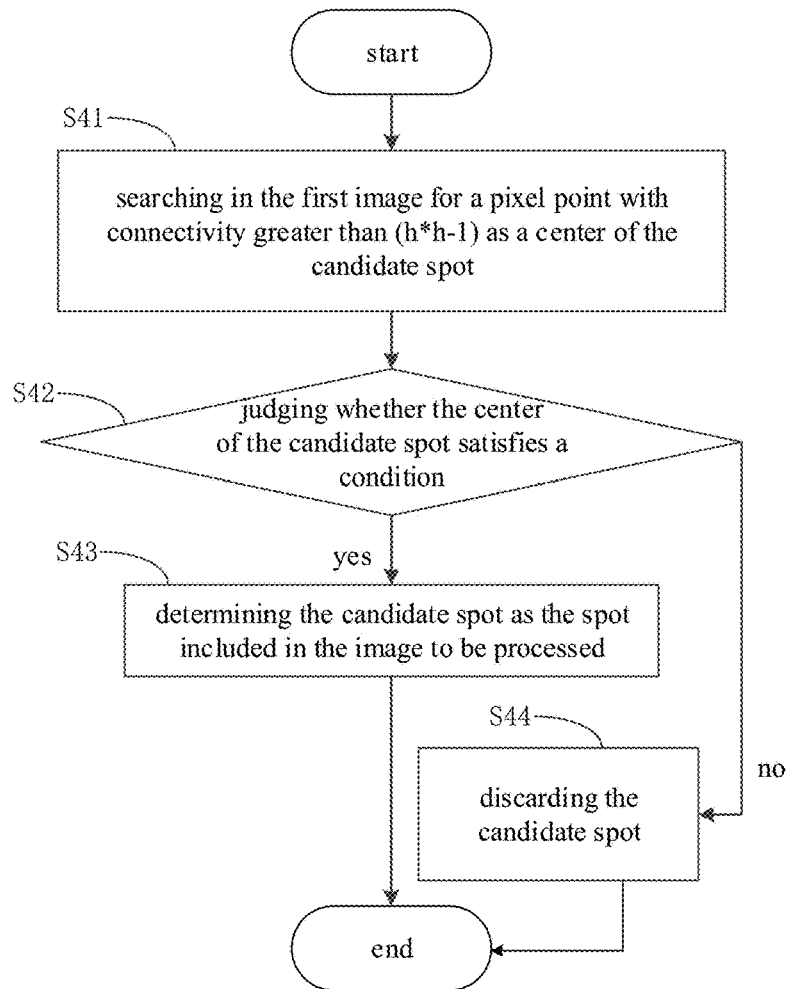 start
S41
searching in the first image for a pixel point with
connectivity greater than (h*h-1) as a center of the
candidate spot
S42
judging whether the center
of the candidate spot satisfies a
condition
yes
S43
determining the candidate spot as the spot
included in the image to be processed
S44
no
discarding the
candidate spot
end